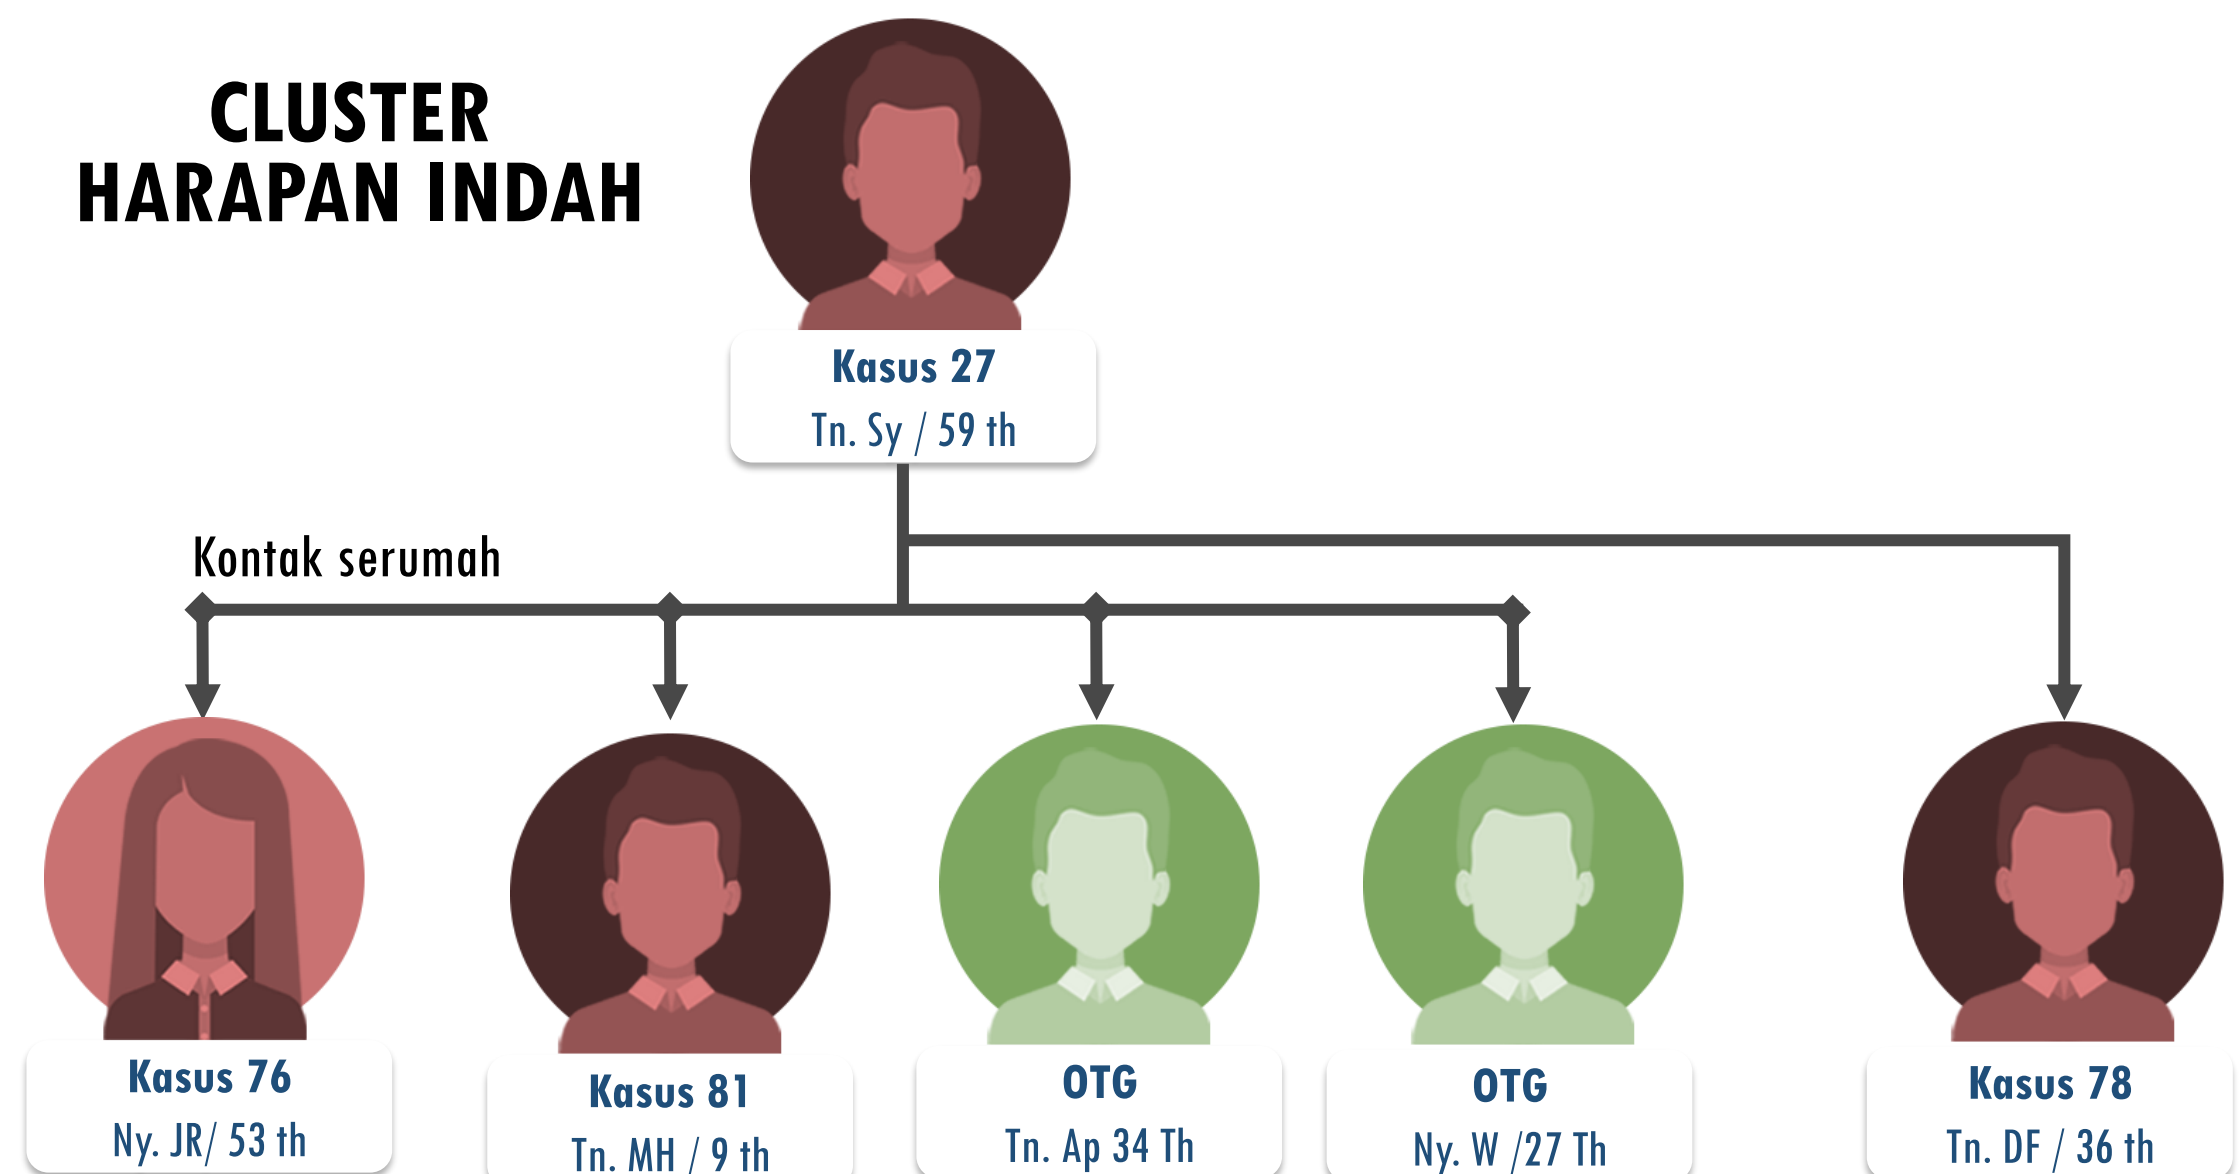 CLUSTER
HARAPAN INDAH
Kasus 27
Tn. Sy / 59 th
Kontak serumah
Kasus 76
Ny. JR/ 53 th
Kasus 81
Tn. MH / 9 th
OTG
Tn. Ap 34 Th
OTG
Ny. W /27 Th
Kasus 78
Tn. DF / 36 th